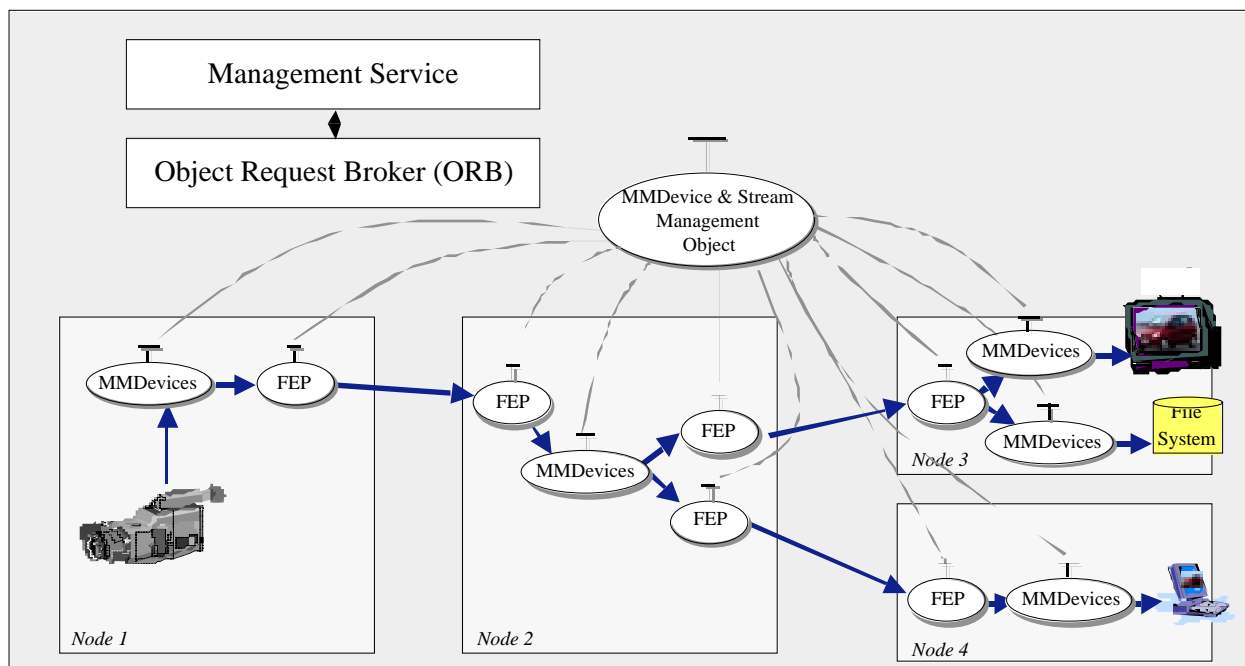 Management Service
Object Request Broker (ORB)
MMDevice & Stream
Management
Object
MMDevices
FEP
Node 1
FEP
MMDevices
FEP
FEP
Node 2
MMDevices
FEP
MMDevices
File
System
Node 3
FEP
MMDevices
Node 4